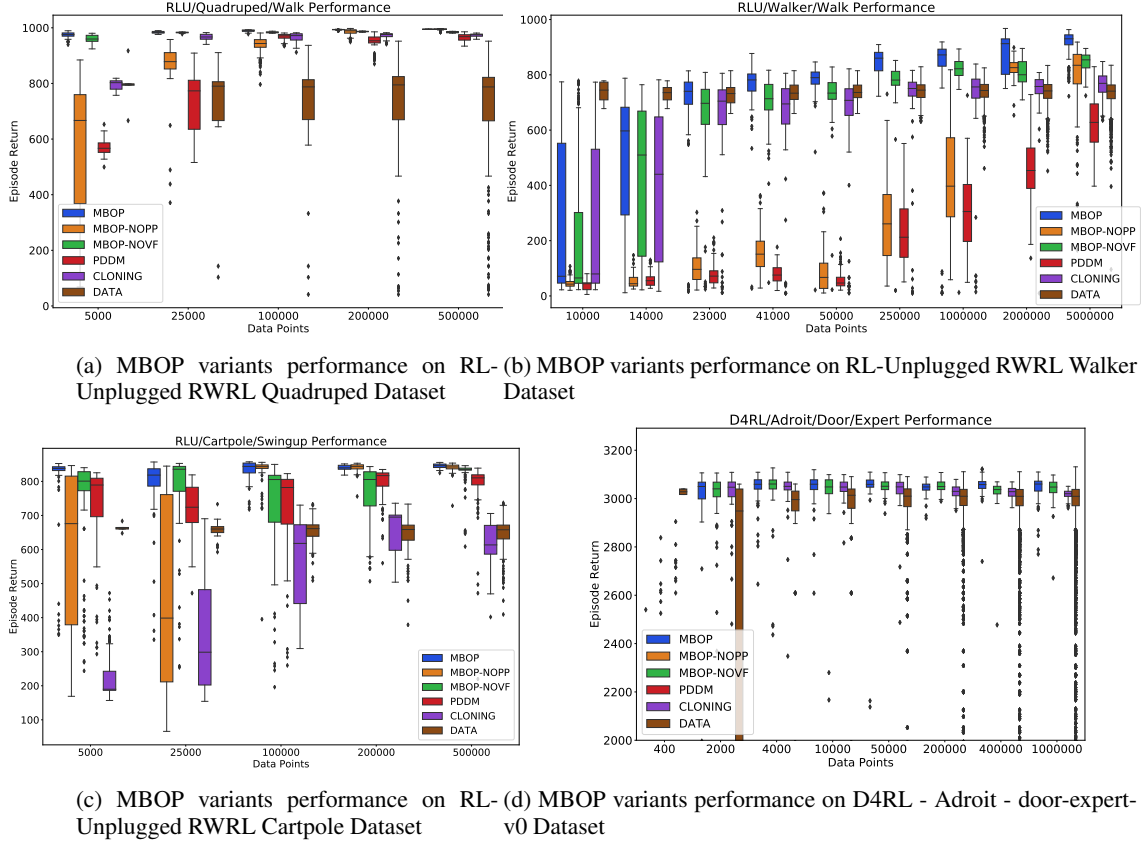 RLU/Quadruped/Walk Performance
1000
800
600
400
200
0
Episode Return
MBOP
MBOP-NOPP
MBOP-NOVF
PDDM
CLONING
DATA
5000 25000 100000 200000 500000
Data Points
RLU/Walker/Walk Performance
1000
800
600
400
200
0
Episode Return
MBOP
MBOP-NOPP
MBOP-NOVF
PDDM
CLONING
DATA
10000 14000 23000 41000 50000 250000 1000000 2000000 5000000
Data Points
(a) MBOP variants performance on RL-
Unplugged RWRL Quadruped Dataset
(b) MBOP variants performance on RL-Unplugged RWRL Walker
Dataset
RLU/Cartpole/Swingup Performance
800
700
600
500
400
300
200
100
Episode Return
MBOP
MBOP-NOPP
MBOP-NOVF
PDDM
CLONING
DATA
5000 25000 100000 200000 500000
Data Points
D4RL/Adroit/Door/Expert Performance
3200
3000
2800
2600
2400
2200
2000
Episode Return
MBOP
MBOP-NOPP
MBOP-NOVF
PDDM
CLONING
DATA
400 2000 4000 10000 50000 200000 400000 1000000
Data Points
(c) MBOP variants performance on RL-
Unplugged RWRL Cartpole Dataset
(d) MBOP variants performance on D4RL - Adroit - door-expert-
v0 Dataset